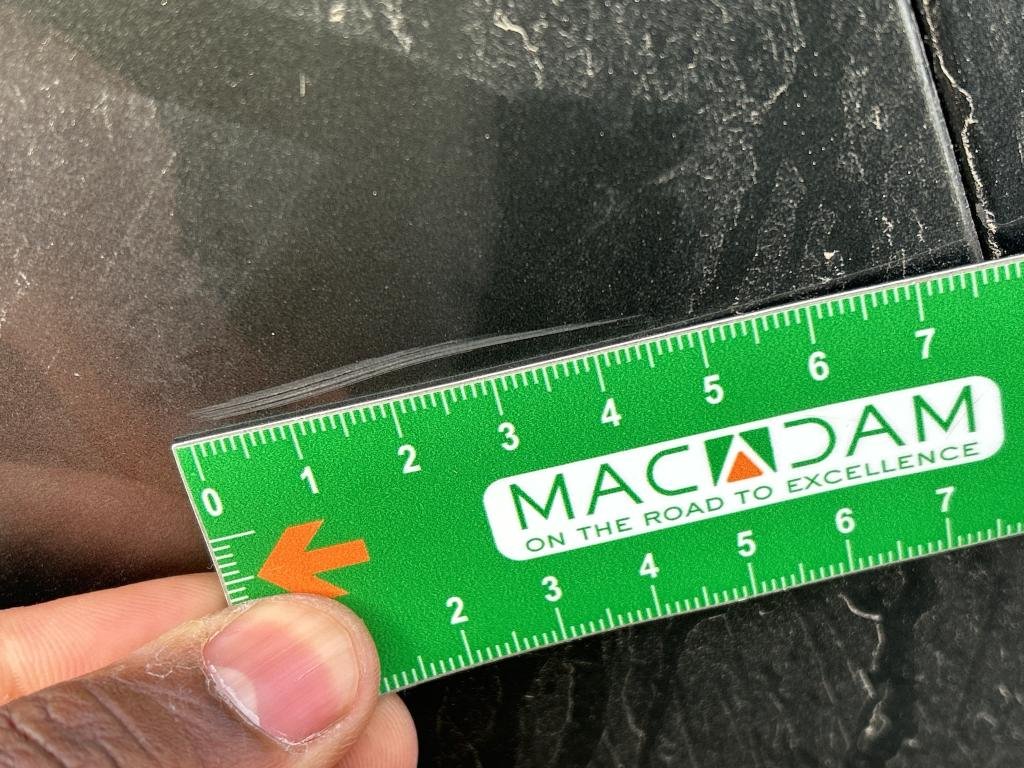 0 1 2 3 4 5 6 7
MACADAM
ON THE ROAD TO EXCELLENCE
2 3 4 5 6 7